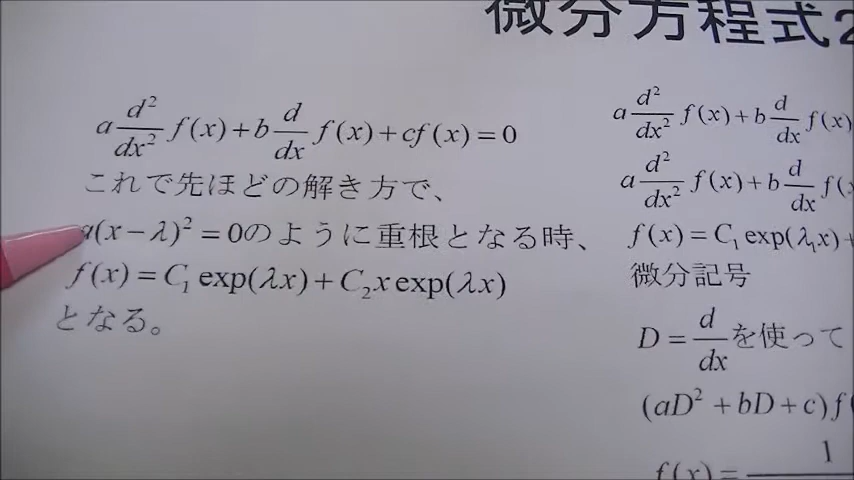 微分方程式2
a d²/dx² f(x) + b d/dx f(x) + cf(x) = 0
これで先ほどの解き方で、
a(x − λ)² = 0のように重根となる時、
f(x) = C₁ exp(λx) + C₂ x exp(λx)
となる。
a d²/dx² f(x) + b d/dx f(x)
a d²/dx² f(x) + b d/dx f(
f(x) = C₁ exp(λ₁x) +
微分記号
D = d/dx を使って
(aD² + bD + c) f
f(x) = 1